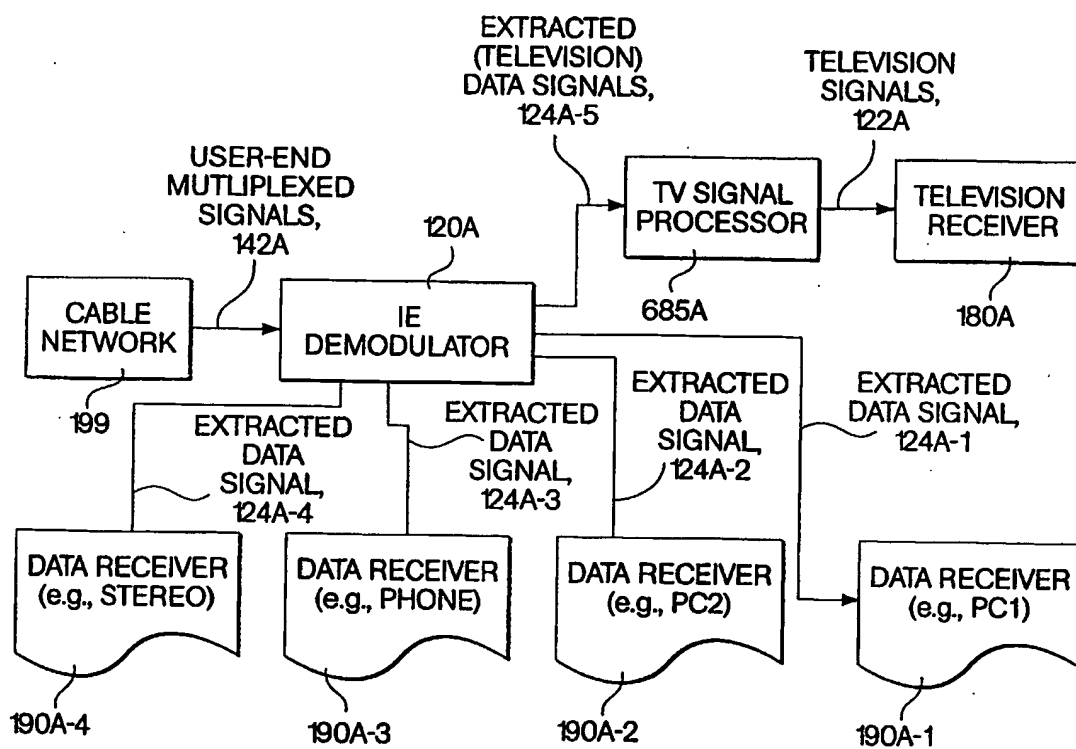 EXTRACTED
(TELEVISION)
DATA SIGNALS,
124A-5
TELEVISION
SIGNALS,
122A
USER-END
MUTLIPLEXED
SIGNALS,
142A
120A
TV SIGNAL
PROCESSOR
TELEVISION
RECEIVER
CABLE
NETWORK
IE
DEMODULATOR
685A
180A
199
EXTRACTED
DATA
SIGNAL,
124A-4
EXTRACTED
DATA
SIGNAL,
124A-3
EXTRACTED
DATA
SIGNAL,
124A-2
EXTRACTED
DATA SIGNAL,
124A-1
DATA RECEIVER
(e.g., STEREO)
DATA RECEIVER
(e.g., PHONE)
DATA RECEIVER
(e.g., PC2)
DATA RECEIVER
(e.g., PC1)
190A-4
190A-3
190A-2
190A-1